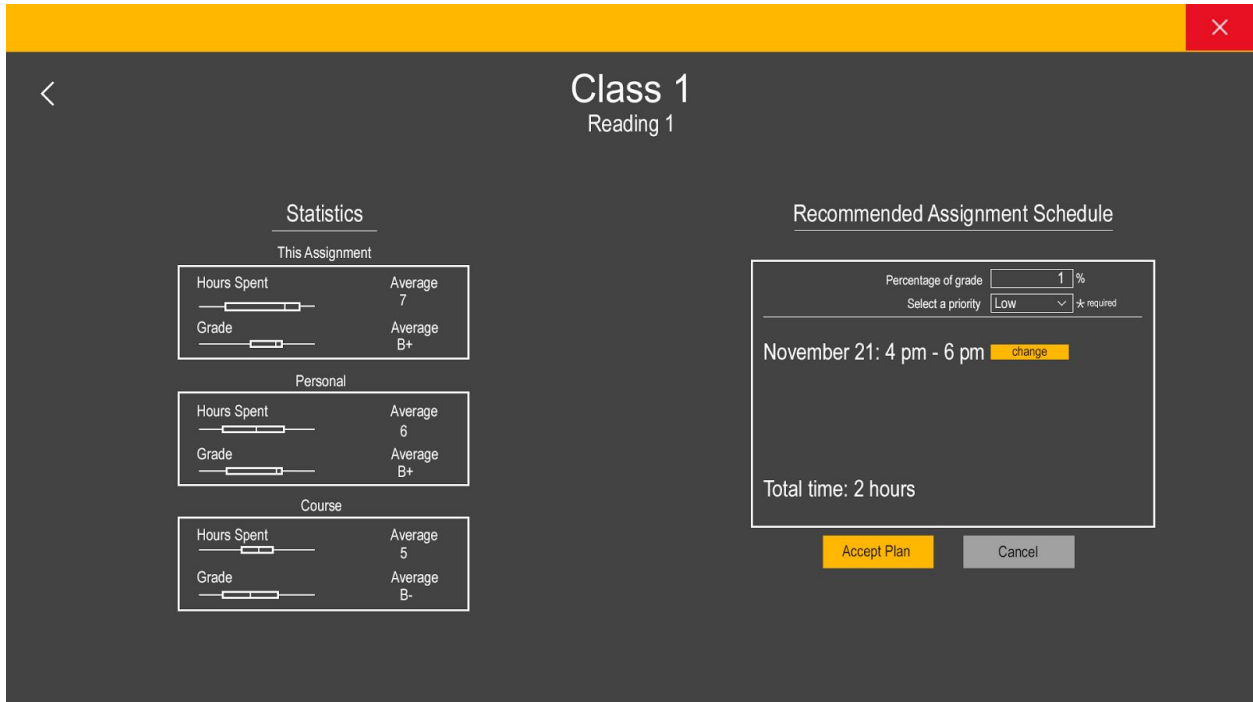 Class 1
Reading 1
Statistics
This Assignment
Hours Spent Average
7
Grade Average
B+
Personal
Hours Spent Average
6
Grade Average
B+
Course
Hours Spent Average
5
Grade Average
B-
Recommended Assignment Schedule
Percentage of grade 1 %
Select a priority Low * required
November 21: 4 pm - 6 pm change
Total time: 2 hours
Accept Plan Cancel